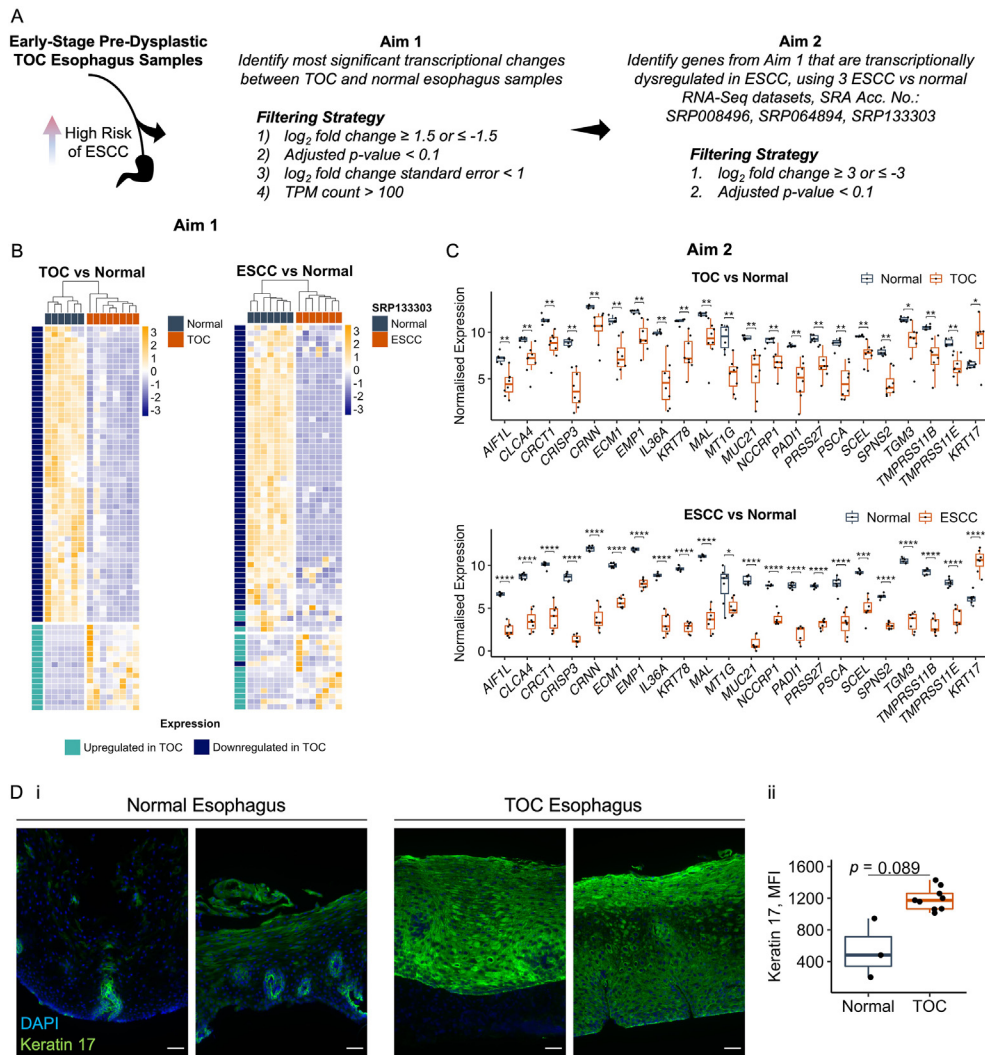 A
Early-Stage Pre-Dysplastic
TOC Esophagus Samples
High Risk
of ESCC
Aim 1
Identify most significant transcriptional changes
between TOC and normal esophagus samples
Filtering Strategy
1) log2 fold change ≥ 1.5 or ≤ -1.5
2) Adjusted p-value < 0.1
3) log2 fold change standard error < 1
4) TPM count > 100
Aim 2
Identify genes from Aim 1 that are transcriptionally
dysregulated in ESCC, using 3 ESCC vs normal
RNA-Seq datasets, SRA Acc. No.:
SRP008496, SRP064894, SRP133303
Filtering Strategy
1. log2 fold change ≥ 3 or ≤ -3
2. Adjusted p-value < 0.1
Aim 1
B
TOC vs Normal
Normal
TOC
3
2
1
0
-1
-2
-3
ESCC vs Normal
SRP133303
Normal
ESCC
3
2
1
0
-1
-2
-3
Expression
Upregulated in TOC
Downregulated in TOC
C
Aim 2
TOC vs Normal
Normal
TOC
Normalised Expression
10
5
** ** ** ** ** ** ** ** ** ** ** ** ** ** ** ** ** ** * ** ** *
AIF1L
CLCA4
CRCT1
CRISP3
CRNN
ECM1
EMP1
IL36A
KRT78
MAL
MT1G
MUC21
NCCRP1
PADI1
PRSS27
PSCA
SCEL
SPNS2
TGM3
TMPRSS11B
TMPRSS11E
KRT17
ESCC vs Normal
Normal
ESCC
Normalised Expression
10
5
0
**** **** **** **** **** **** **** **** **** **** * **** **** **** **** **** *** **** **** **** **** ****
AIF1L
CLCA4
CRCT1
CRISP3
CRNN
ECM1
EMP1
IL36A
KRT78
MAL
MT1G
MUC21
NCCRP1
PADI1
PRSS27
PSCA
SCEL
SPNS2
TGM3
TMPRSS11B
TMPRSS11E
KRT17
D i
Normal Esophagus
TOC Esophagus
DAPI
Keratin 17
ii
Keratin 17, MFI
1600
1200
800
400
p = 0.089
Normal
TOC